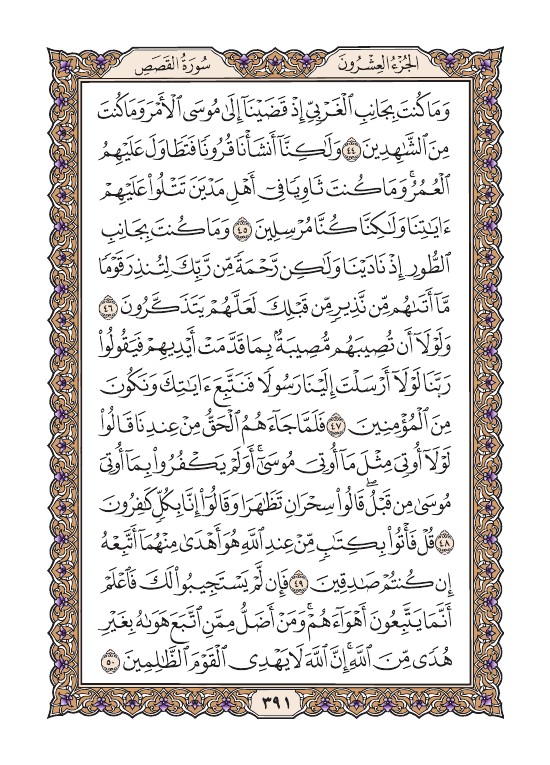 سُورَةُ القَصَصِ
الجُزْءُ العِشْرُونَ
وَمَا كُنتَ بِجَانِبِ ٱلْغَرْبِيِّ إِذْ قَضَيْنَآ إِلَىٰ مُوسَى ٱلْأَمْرَ وَمَا كُنتَ
مِنَ ٱلشَّـٰهِدِينَ ٤٤ وَلَـٰكِنَّآ أَنشَأْنَا قُرُونًا فَتَطَاوَلَ عَلَيْهِمُ
ٱلْعُمُرُ ۚ وَمَا كُنتَ ثَاوِيًا فِىٓ أَهْلِ مَدْيَنَ تَتْلُوا۟ عَلَيْهِمْ
ءَايَـٰتِنَا وَلَـٰكِنَّا كُنَّا مُرْسِلِينَ ٤٥ وَمَا كُنتَ بِجَانِبِ
ٱلطُّورِ إِذْ نَادَيْنَا وَلَـٰكِن رَّحْمَةً مِّن رَّبِّكَ لِتُنذِرَ قَوْمًا
مَّآ أَتَىٰهُم مِّن نَّذِيرٍ مِّن قَبْلِكَ لَعَلَّهُمْ يَتَذَكَّرُونَ ٤٦
وَلَوْلَآ أَن تُصِيبَهُم مُّصِيبَةٌۢ بِمَا قَدَّمَتْ أَيْدِيهِمْ فَيَقُولُوا۟
رَبَّنَا لَوْلَآ أَرْسَلْتَ إِلَيْنَا رَسُولًا فَنَتَّبِعَ ءَايَـٰتِكَ وَنَكُونَ
مِنَ ٱلْمُؤْمِنِينَ ٤٧ فَلَمَّا جَآءَهُمُ ٱلْحَقُّ مِنْ عِندِنَا قَالُوا۟
لَوْلَآ أُوتِىَ مِثْلَ مَآ أُوتِىَ مُوسَىٰٓ ۚ أَوَلَمْ يَكْفُرُوا۟ بِمَآ أُوتِىَ
مُوسَىٰ مِن قَبْلُ ۖ قَالُوا۟ سِحْرَانِ تَظَـٰهَرَا وَقَالُوٓا۟ إِنَّا بِكُلٍّ كَـٰفِرُونَ
٤٨ قُلْ فَأْتُوا۟ بِكِتَـٰبٍ مِّنْ عِندِ ٱللَّهِ هُوَ أَهْدَىٰ مِنْهُمَآ أَتَّبِعْهُ
إِن كُنتُمْ صَـٰدِقِينَ ٤٩ فَإِن لَّمْ يَسْتَجِيبُوا۟ لَكَ فَٱعْلَمْ
أَنَّمَا يَتَّبِعُونَ أَهْوَآءَهُمْ ۚ وَمَنْ أَضَلُّ مِمَّنِ ٱتَّبَعَ هَوَىٰهُ بِغَيْرِ
هُدًى مِّنَ ٱللَّهِ ۚ إِنَّ ٱللَّهَ لَا يَهْدِى ٱلْقَوْمَ ٱلظَّـٰلِمِينَ ٥٠
٣٩١